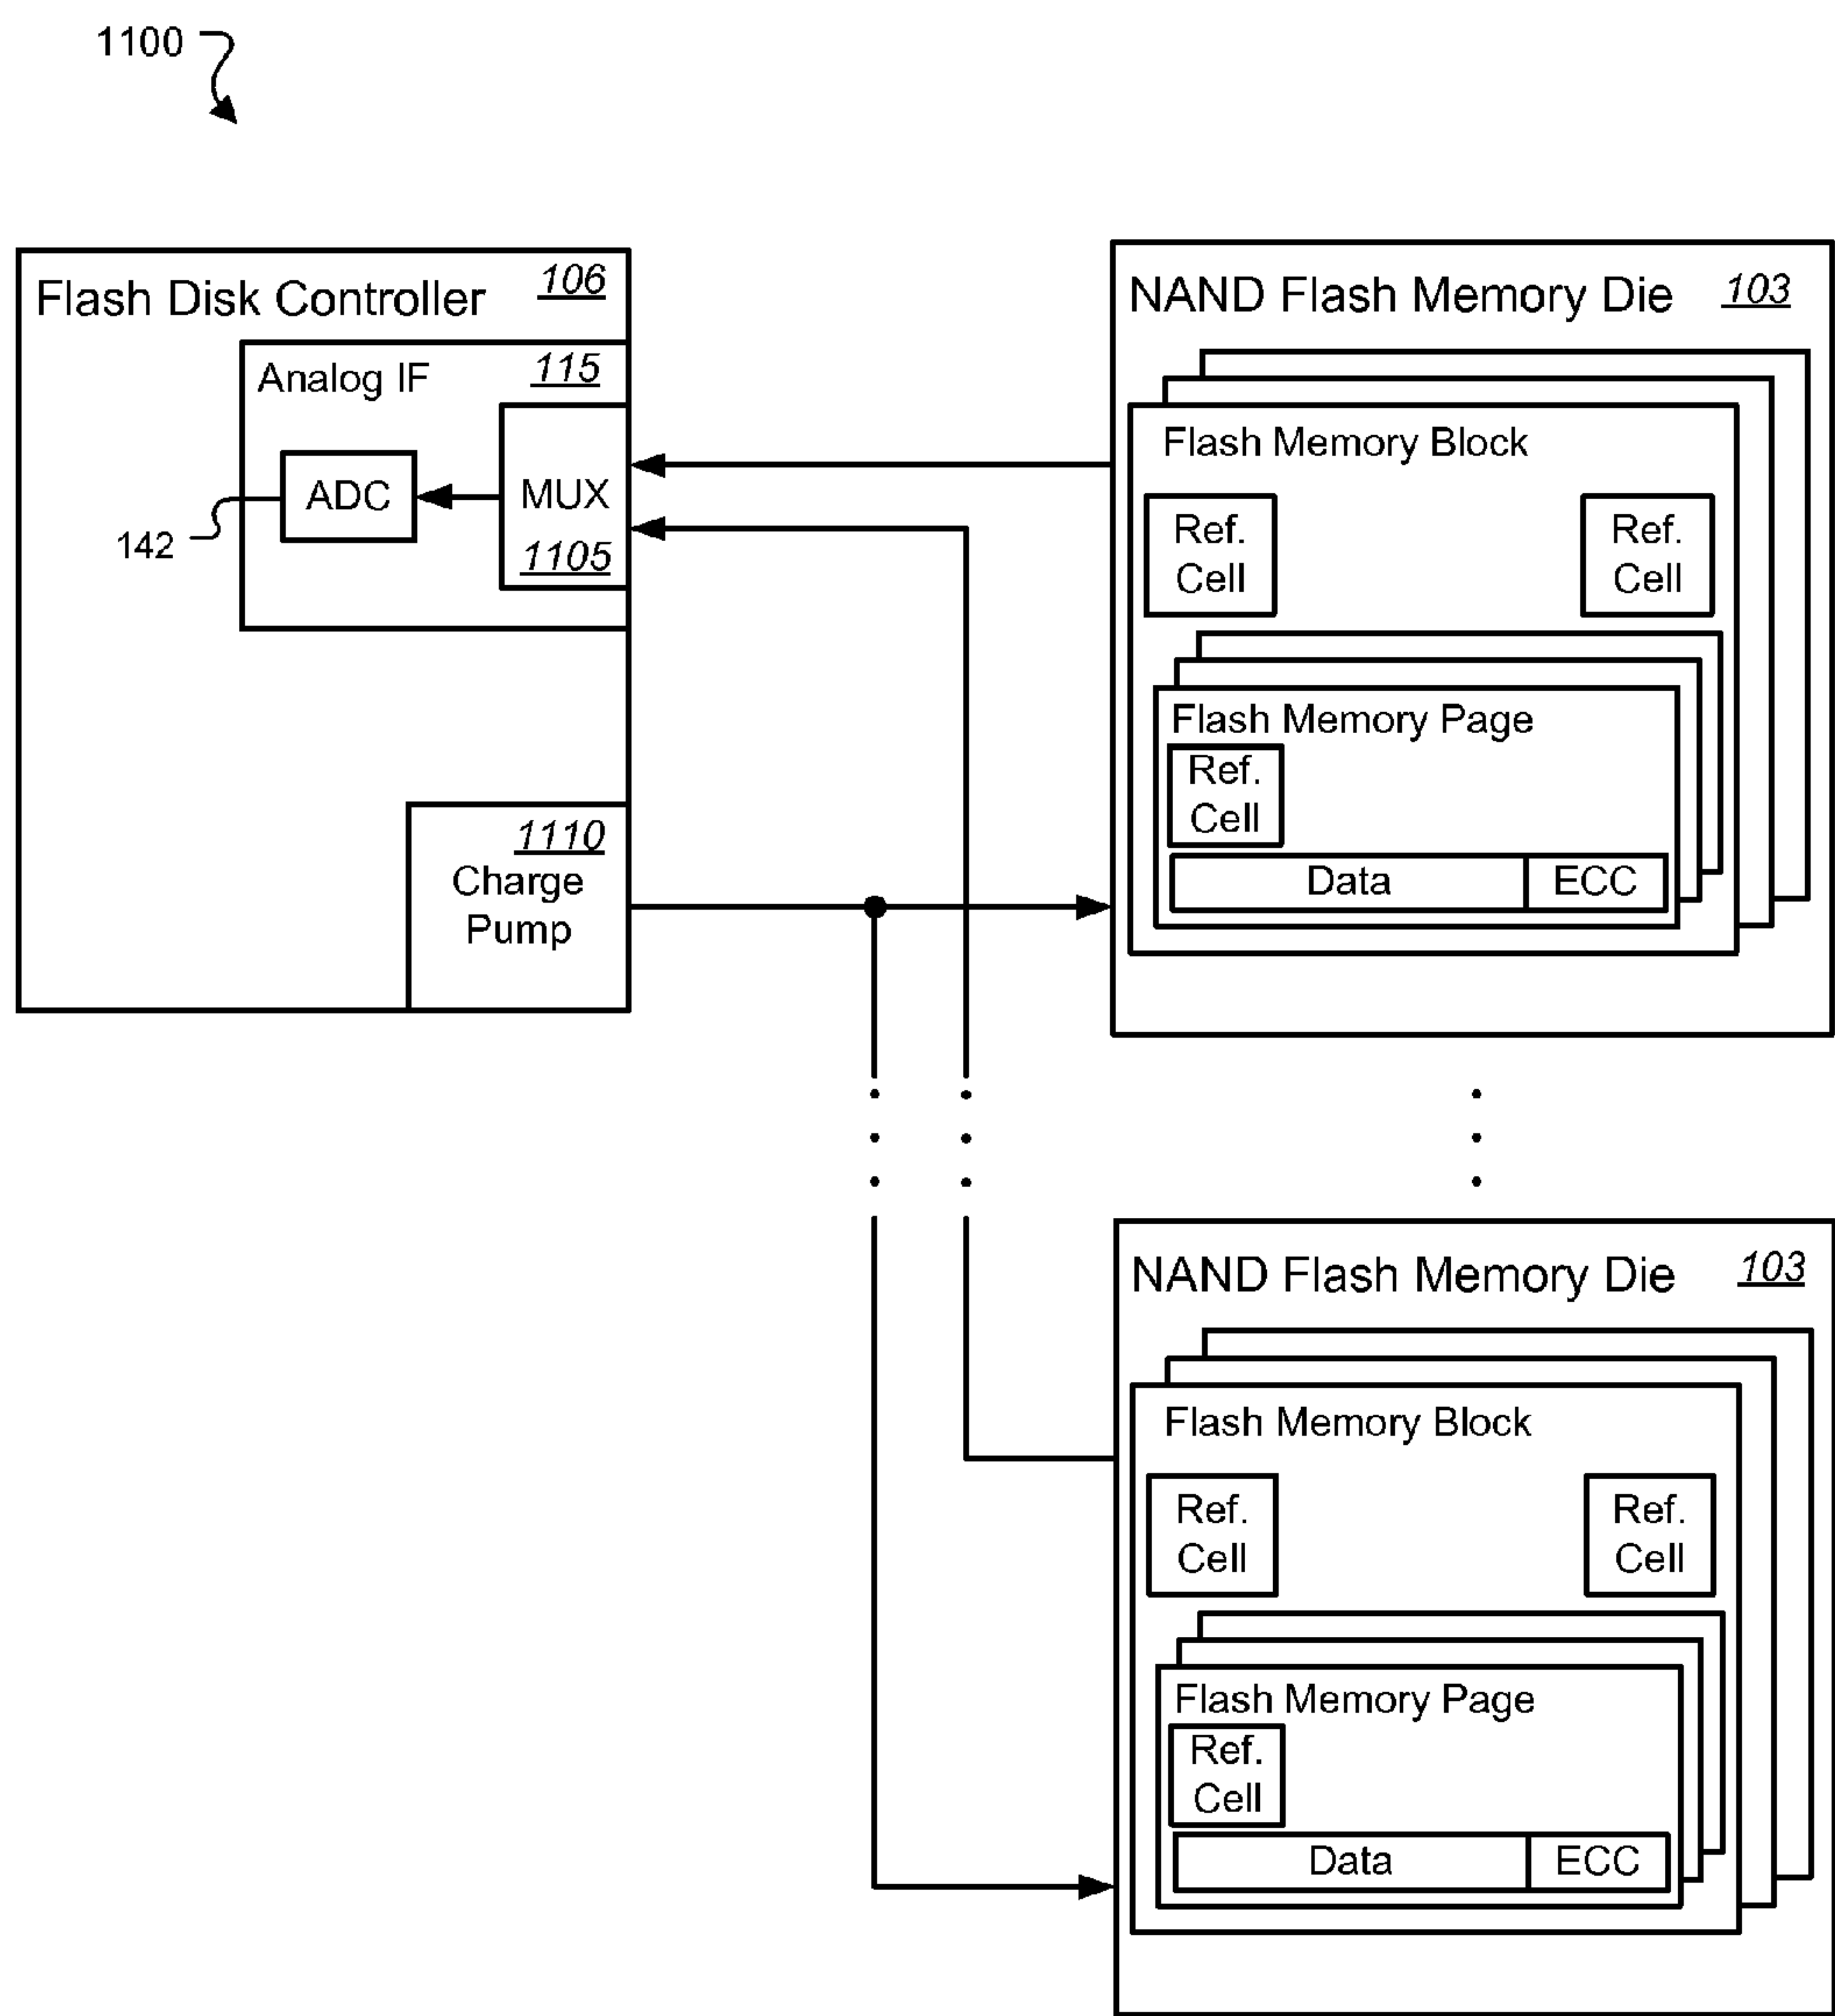 1100
Flash Disk Controller 106
Analog IF 115
ADC
MUX
1105
142
1110
Charge
Pump
NAND Flash Memory Die 103
Flash Memory Block
Ref.
Cell
Ref.
Cell
Flash Memory Page
Ref.
Cell
Data ECC
NAND Flash Memory Die 103
Flash Memory Block
Ref.
Cell
Ref.
Cell
Flash Memory Page
Ref.
Cell
Data ECC